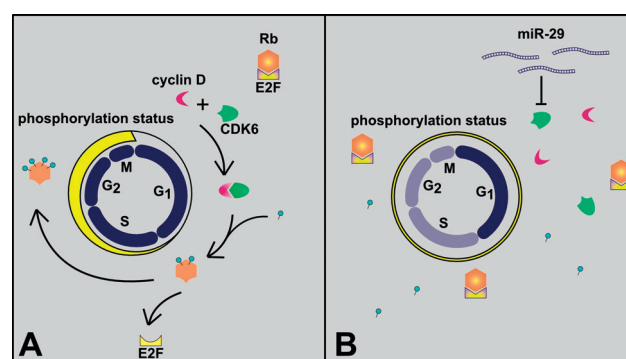 Rb
E2F
cyclin D
+
CDK6
phosphorylation status
M
G2
G1
S
E2F
A
miR-29
phosphorylation status
M
G2
G1
S
B